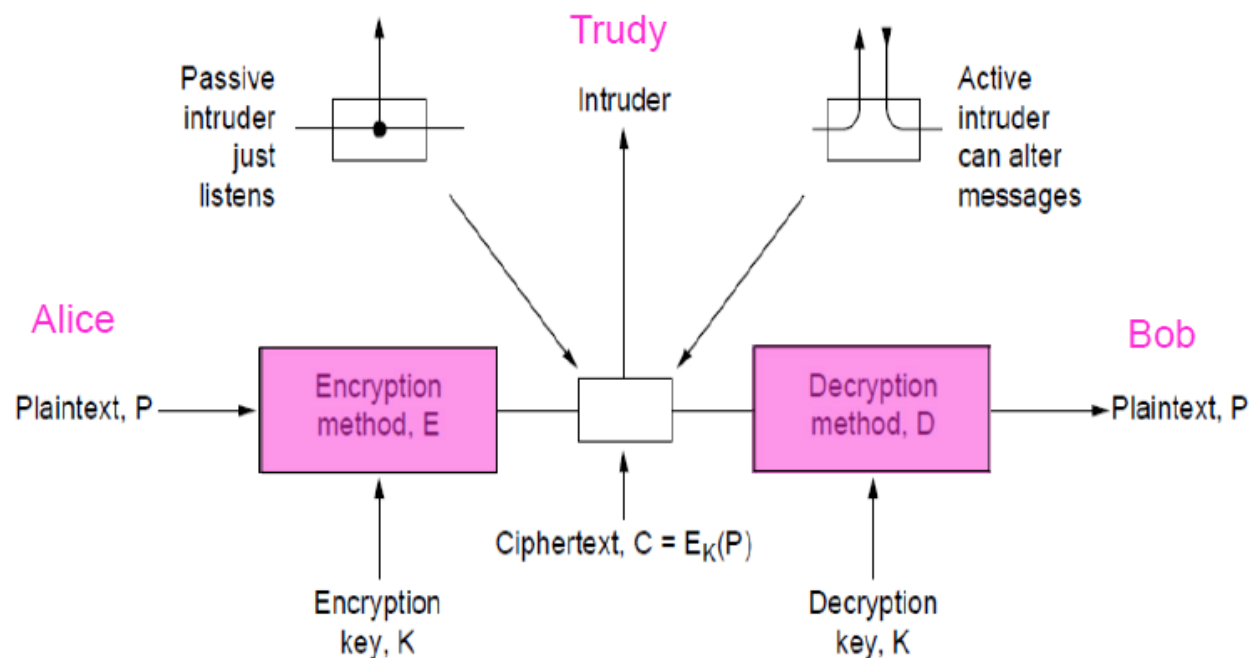 Trudy
Passive
intruder
just
listens
Intruder
Active
intruder
can alter
messages
Alice
Bob
Plaintext, P
Encryption
method, E
Decryption
method, D
Plaintext, P
Ciphertext, C = E_K(P)
Encryption
key, K
Decryption
key, K